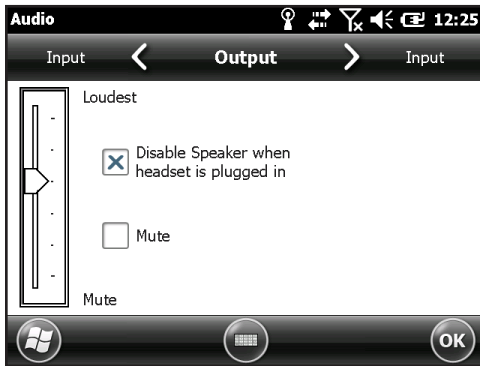 Audio 12:25
Input Output Input
Loudest
Disable Speaker when
headset is plugged in
Mute
Mute
OK